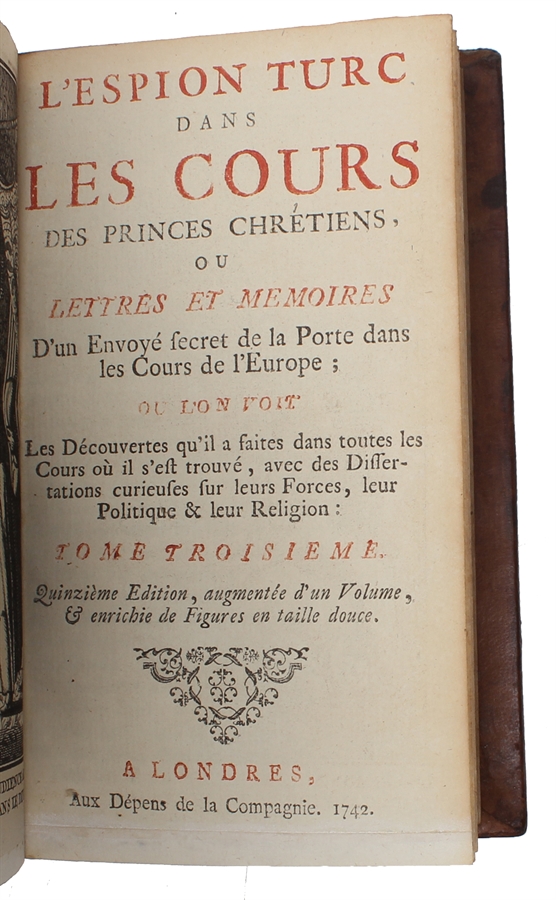 L'ESPION TURC
DANS
LES COURS
DES PRINCES CHRÉTIENS,
OU
LETTRES ET MEMOIRES
D'un Envoyé ſecret de la Porte dans
les Cours de l'Europe ;
OU L'ON VOIT
Les Découvertes qu'il a faites dans toutes les
Cours où il s'eſt trouvé, avec des Diſſer-
tations curieuſes ſur leurs Forces, leur
Politique & leur Religion :
TOME TROISIEME.
Quinzième Edition, augmentée d'un Volume,
& enrichie de Figures en taille douce.
A LONDRES,
Aux Dépens de la Compagnie. 1742.